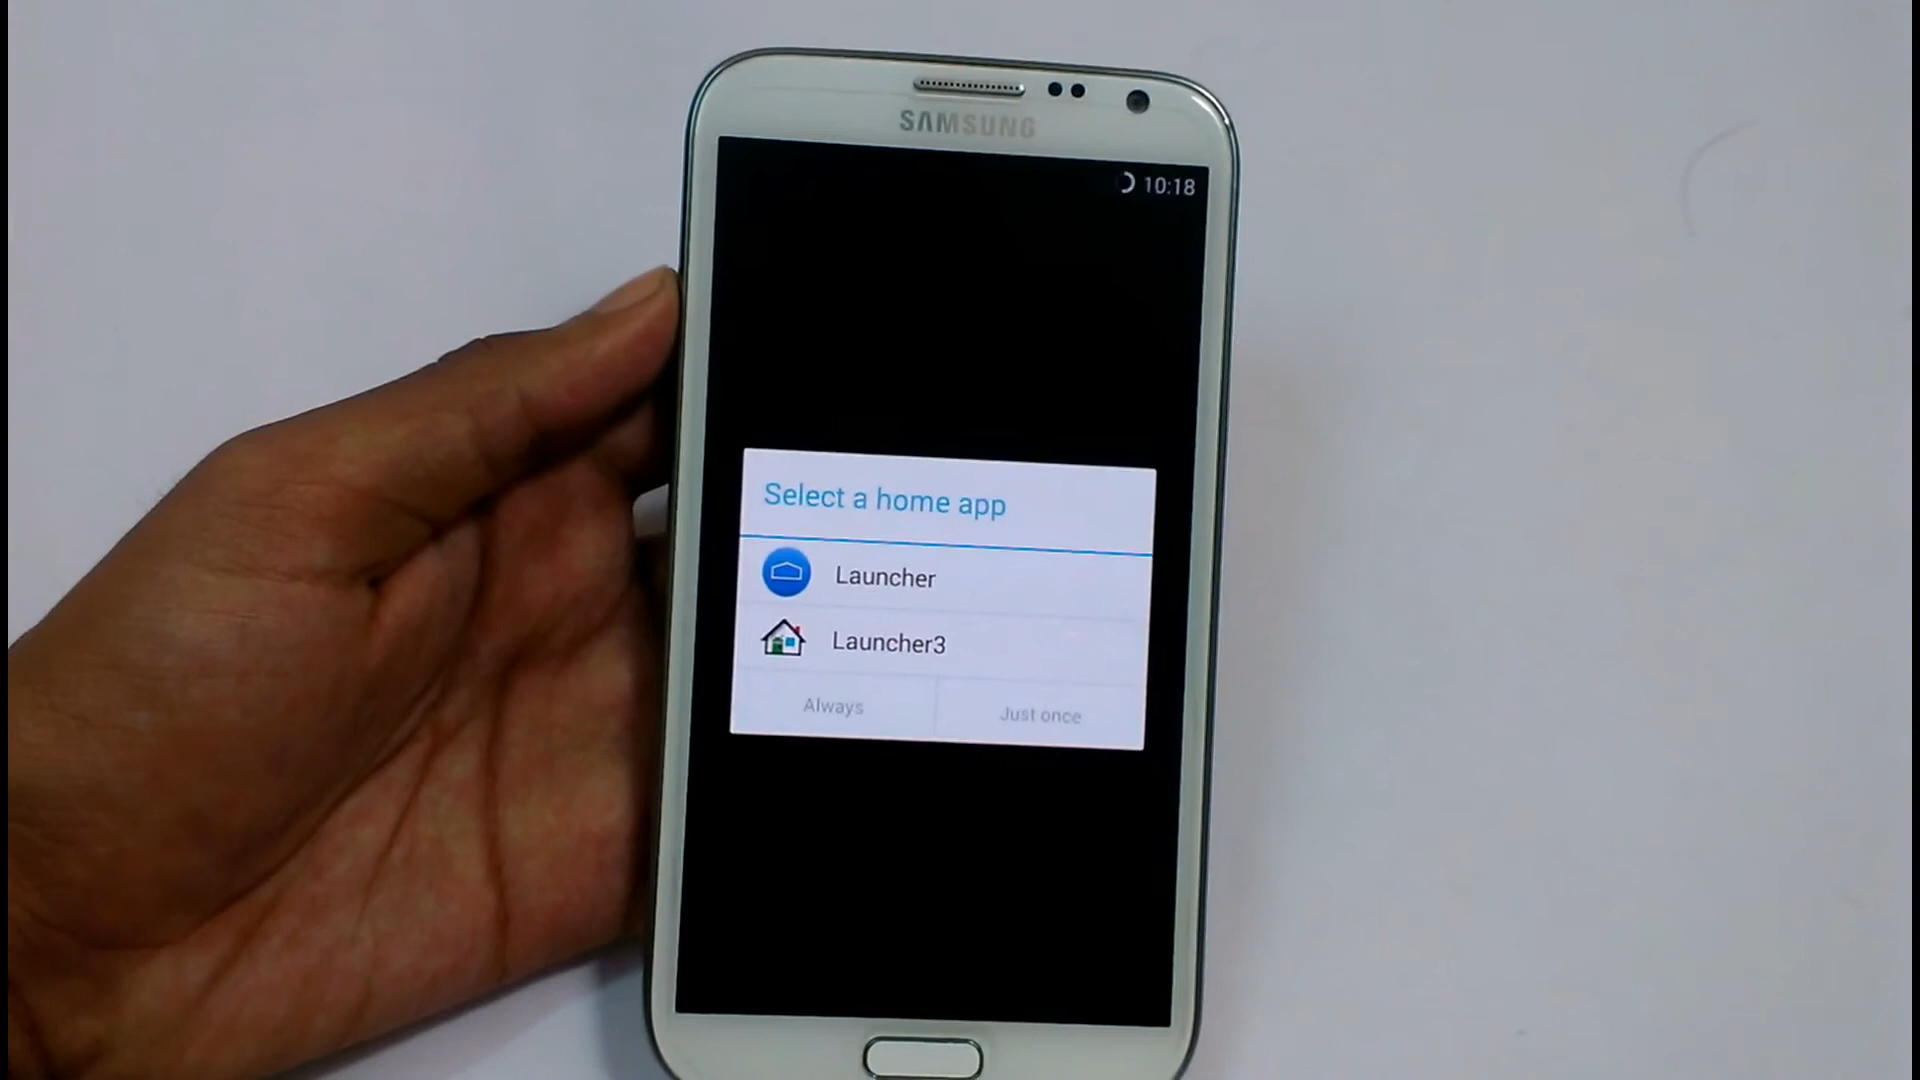 SAMSUNG
10:18
Select a home app
Launcher
Launcher3
Always
Just once